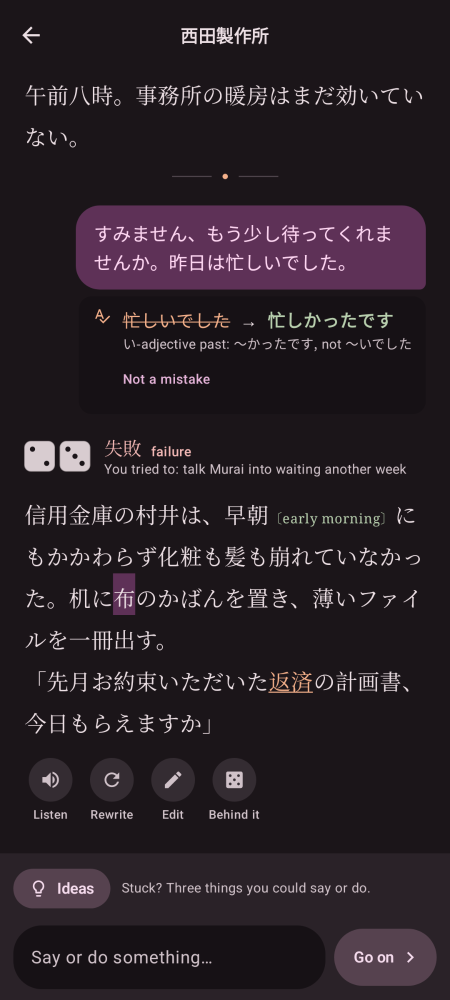 西田製作所
午前八時。事務所の暖房はまだ効いてい
ない。
すみません、もう少し待ってくれま
せんか。昨日は忙しいでした。
忙しいでした → 忙しかったです
い-adjective past: 〜かったです, not 〜いでした
Not a mistake
失敗 failure
You tried to: talk Murai into waiting another week
信用金庫の村井は、早朝［early morning］に
もかかわらず化粧も髪も崩れていなかっ
た。机に布のかばんを置き、薄いファイ
ルを一冊出す。
「先月お約束いただいた返済の計画書、
今日もらえますか」
Listen Rewrite Edit Behind it
Ideas Stuck? Three things you could say or do.
Say or do something… Go on